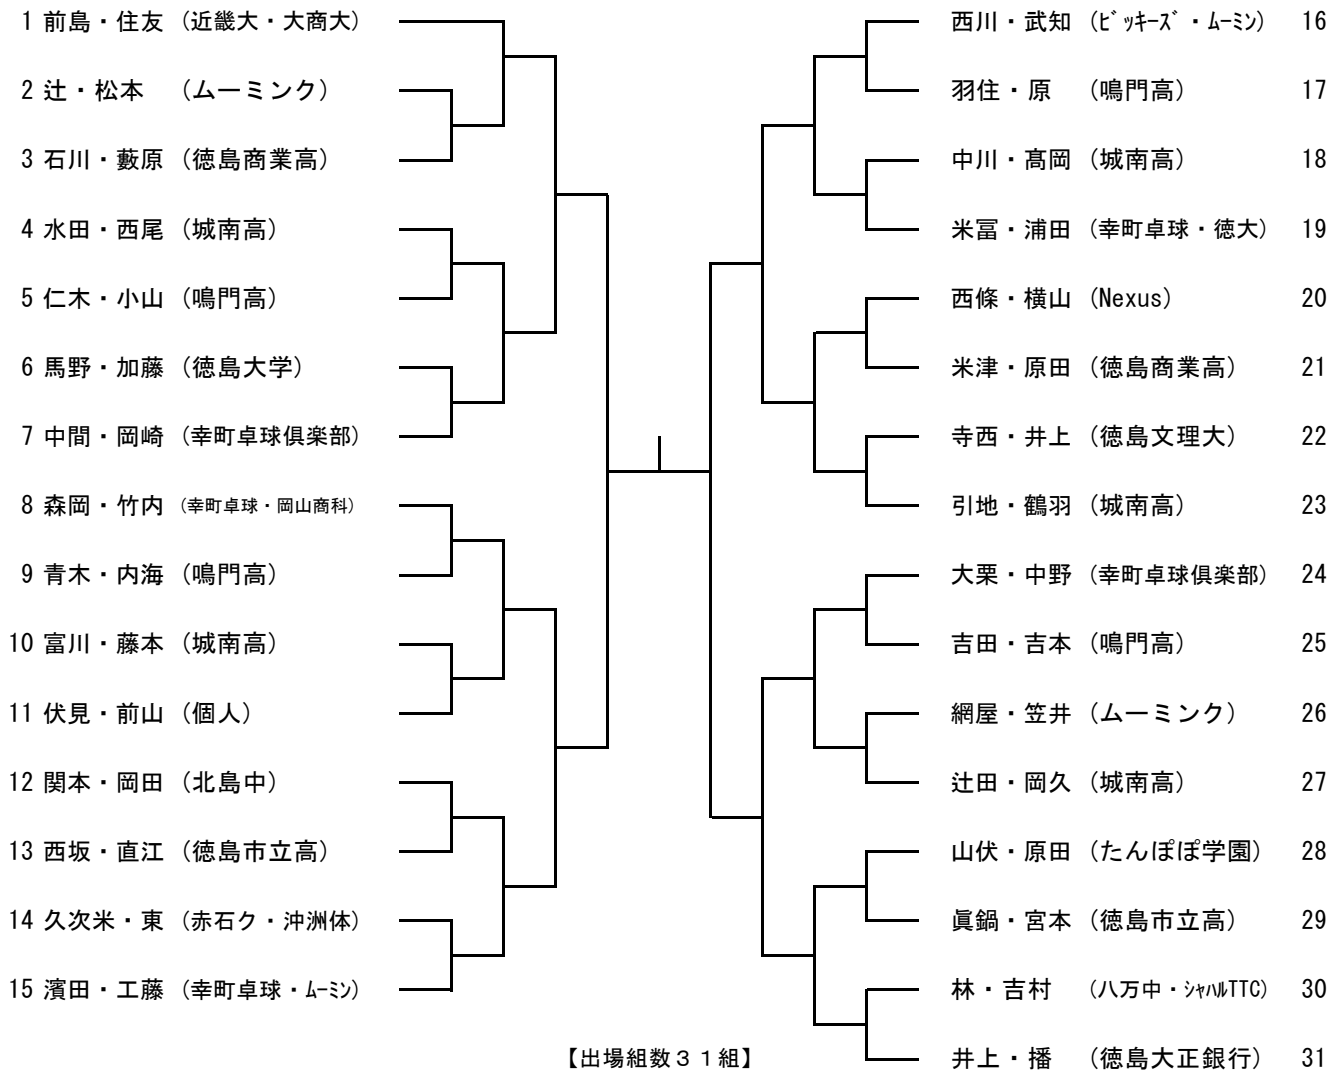 1 前島・住友 (近畿大・大商大)
2 辻・松本 (ムーミンク)
3 石川・藪原 (徳島商業高)
4 水田・西尾 (城南高)
5 仁木・小山 (鳴門高)
6 馬野・加藤 (徳島大学)
7 中間・岡崎 (幸町卓球倶楽部)
8 森岡・竹内 (幸町卓球・岡山商科)
9 青木・内海 (鳴門高)
10 富川・藤本 (城南高)
11 伏見・前山 (個人)
12 関本・岡田 (北島中)
13 西坂・直江 (徳島市立高)
14 久次米・東 (赤石ク・沖洲体)
15 濱田・工藤 (幸町卓球・ﾑｰﾐﾝ)
西川・武知 (ﾋﾞｯｷｰｽﾞ・ﾑｰﾐﾝ) 16
羽住・原 (鳴門高) 17
中川・髙岡 (城南高) 18
米冨・浦田 (幸町卓球・徳大) 19
西條・横山 (Nexus) 20
米津・原田 (徳島商業高) 21
寺西・井上 (徳島文理大) 22
引地・鶴羽 (城南高) 23
大栗・中野 (幸町卓球倶楽部) 24
吉田・吉本 (鳴門高) 25
網屋・笠井 (ムーミンク) 26
辻田・岡久 (城南高) 27
山伏・原田 (たんぽぽ学園) 28
眞鍋・宮本 (徳島市立高) 29
林・吉村 (八万中・ｼｬﾊﾙTTC) 30
井上・播 (徳島大正銀行) 31
【出場組数３１組】